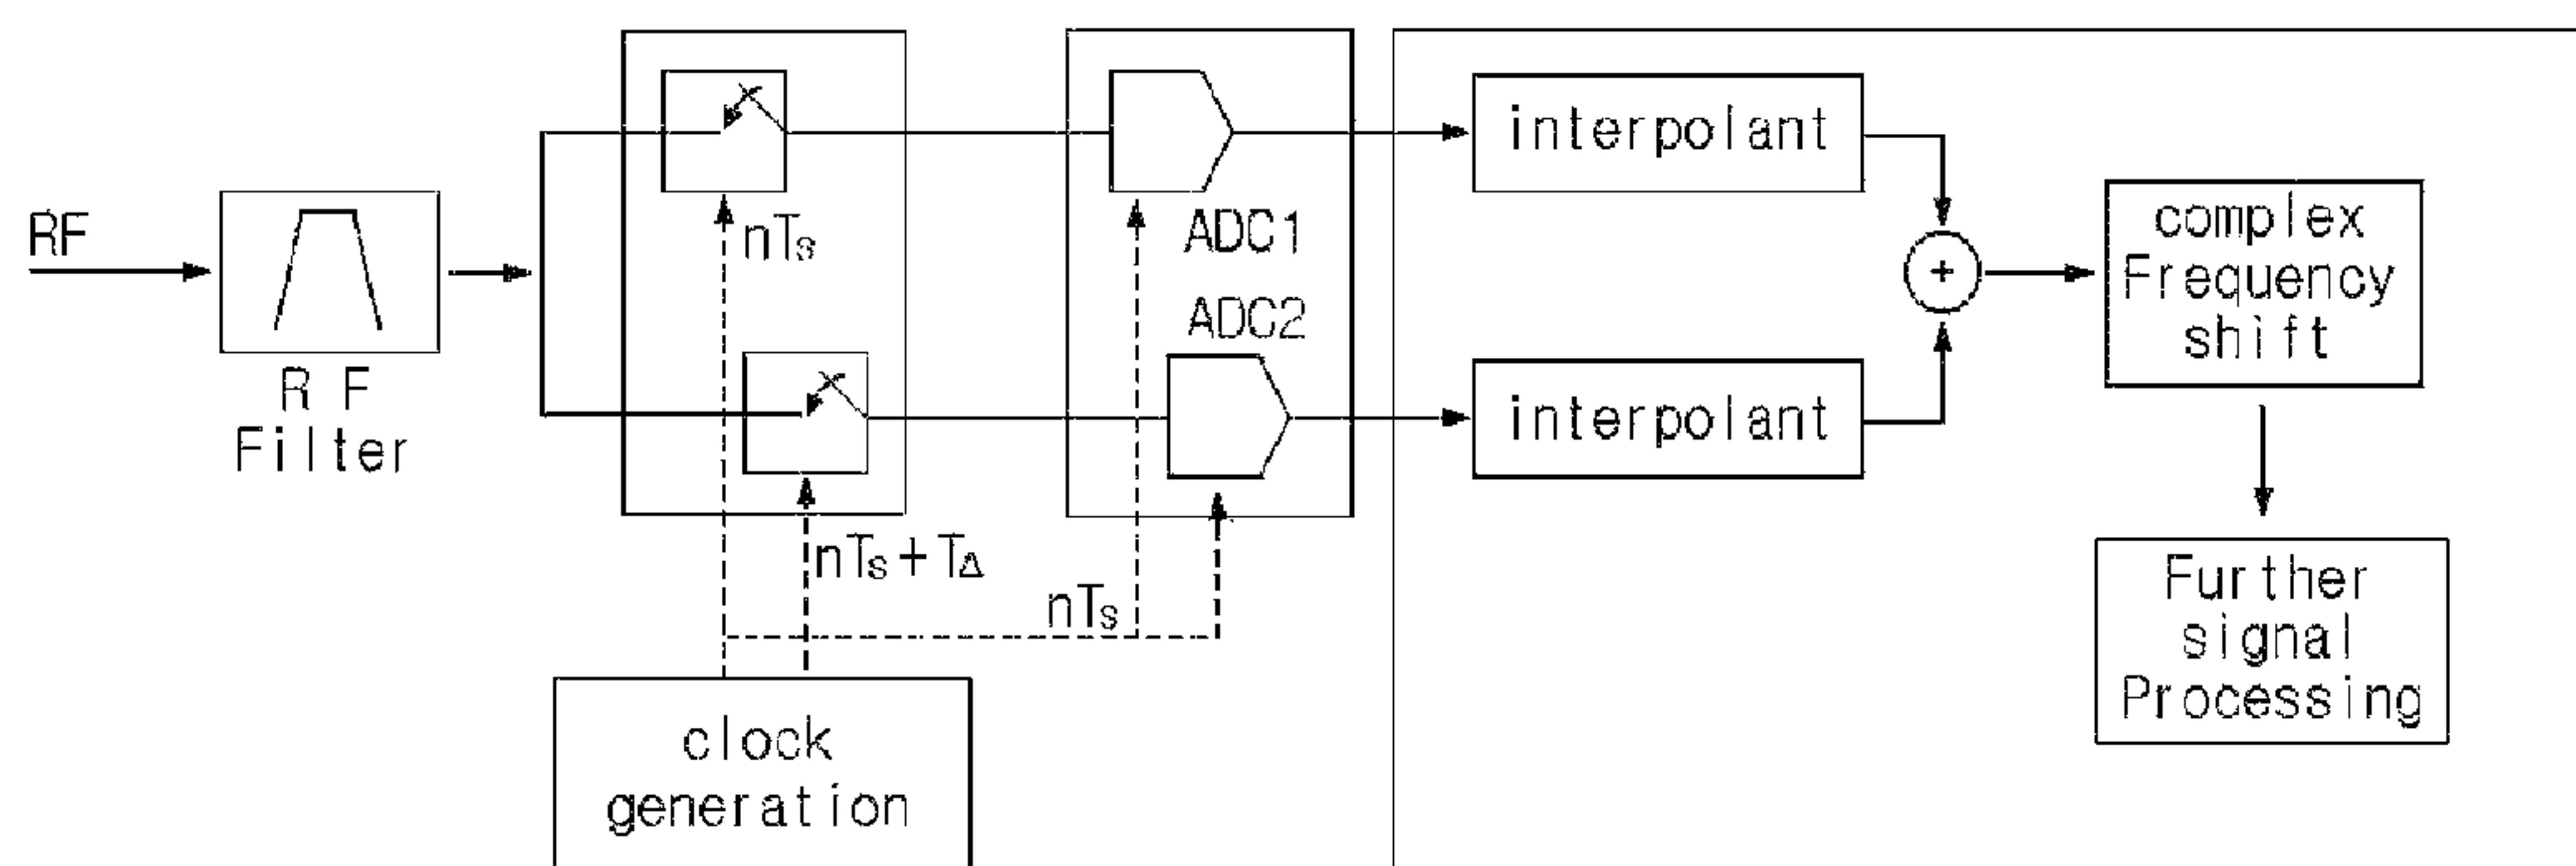 RF
R F
Filter
nTs
nTs+TΔ
clock
generation
ADC1
ADC2
nTs
interpolant
interpolant
+
complex
Frequency
shift
Further
signal
Processing